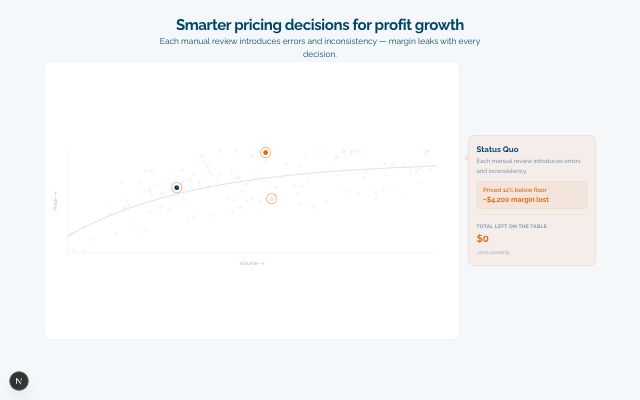 Smarter pricing decisions for profit growth
Each manual review introduces errors and inconsistency — margin leaks with every
decision.
Price →
Volume →
Status Quo
Each manual review introduces errors
and inconsistency.
Priced 12% below floor
−$4,200 margin lost
TOTAL LEFT ON THE TABLE
$0
…and counting
N